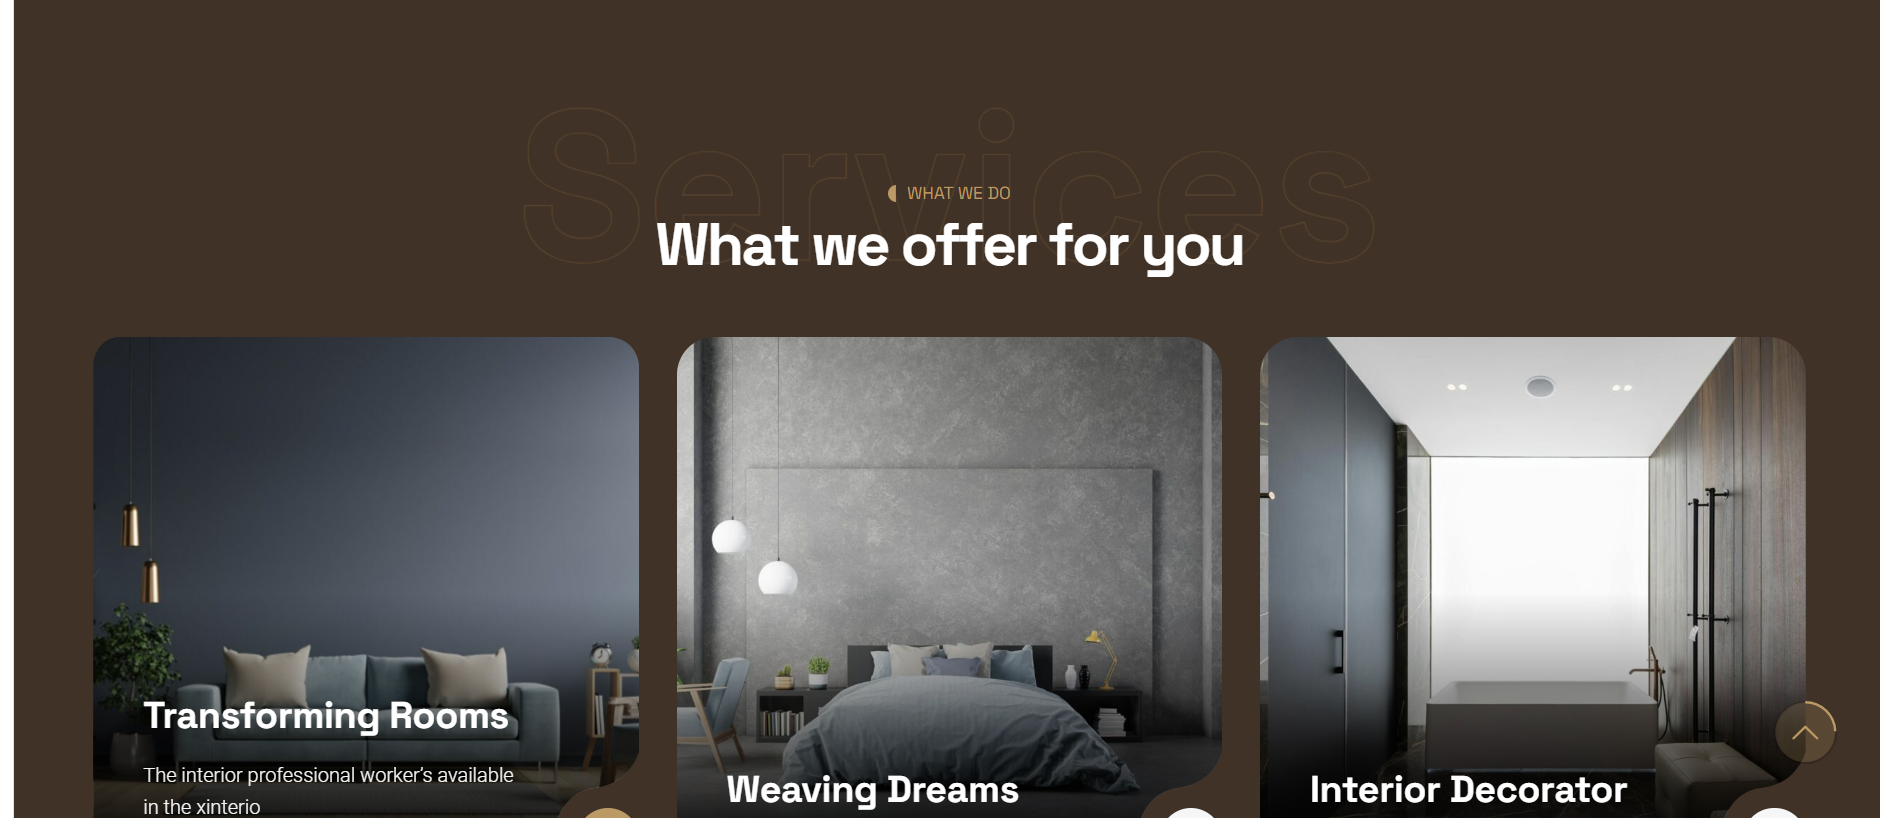 Services
WHAT WE DO
What we offer for you
Transforming Rooms
The interior professional worker's available
in the xinterio
Weaving Dreams
Interior Decorator